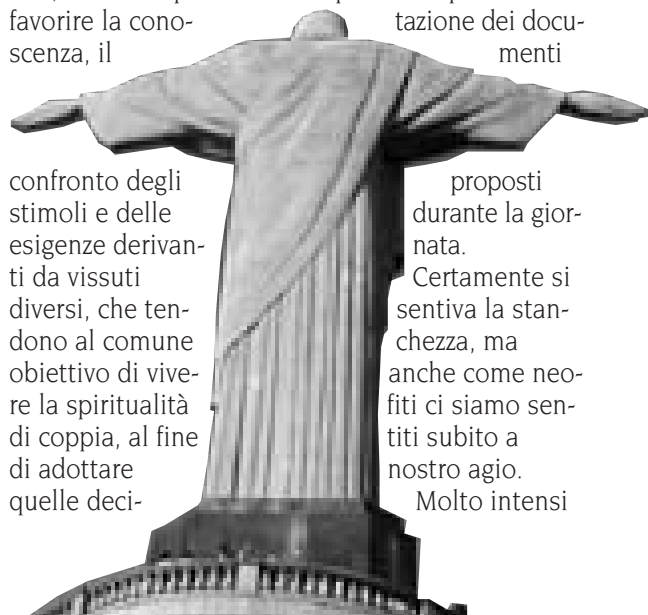 favorire la cono-
scenza, il
confronto degli
stimoli e delle
esigenze derivan-
ti da vissuti
diversi, che ten-
dono al comune
obiettivo di vive-
re la spiritualità
di coppia, al fine
di adottare
quelle deci-
tazione dei docu-
menti
proposti
durante la gior-
nata.
Certamente si
sentiva la stan-
chezza, ma
anche come neo-
fiti ci siamo sen-
titi subito a
nostro agio.
Molto intensi